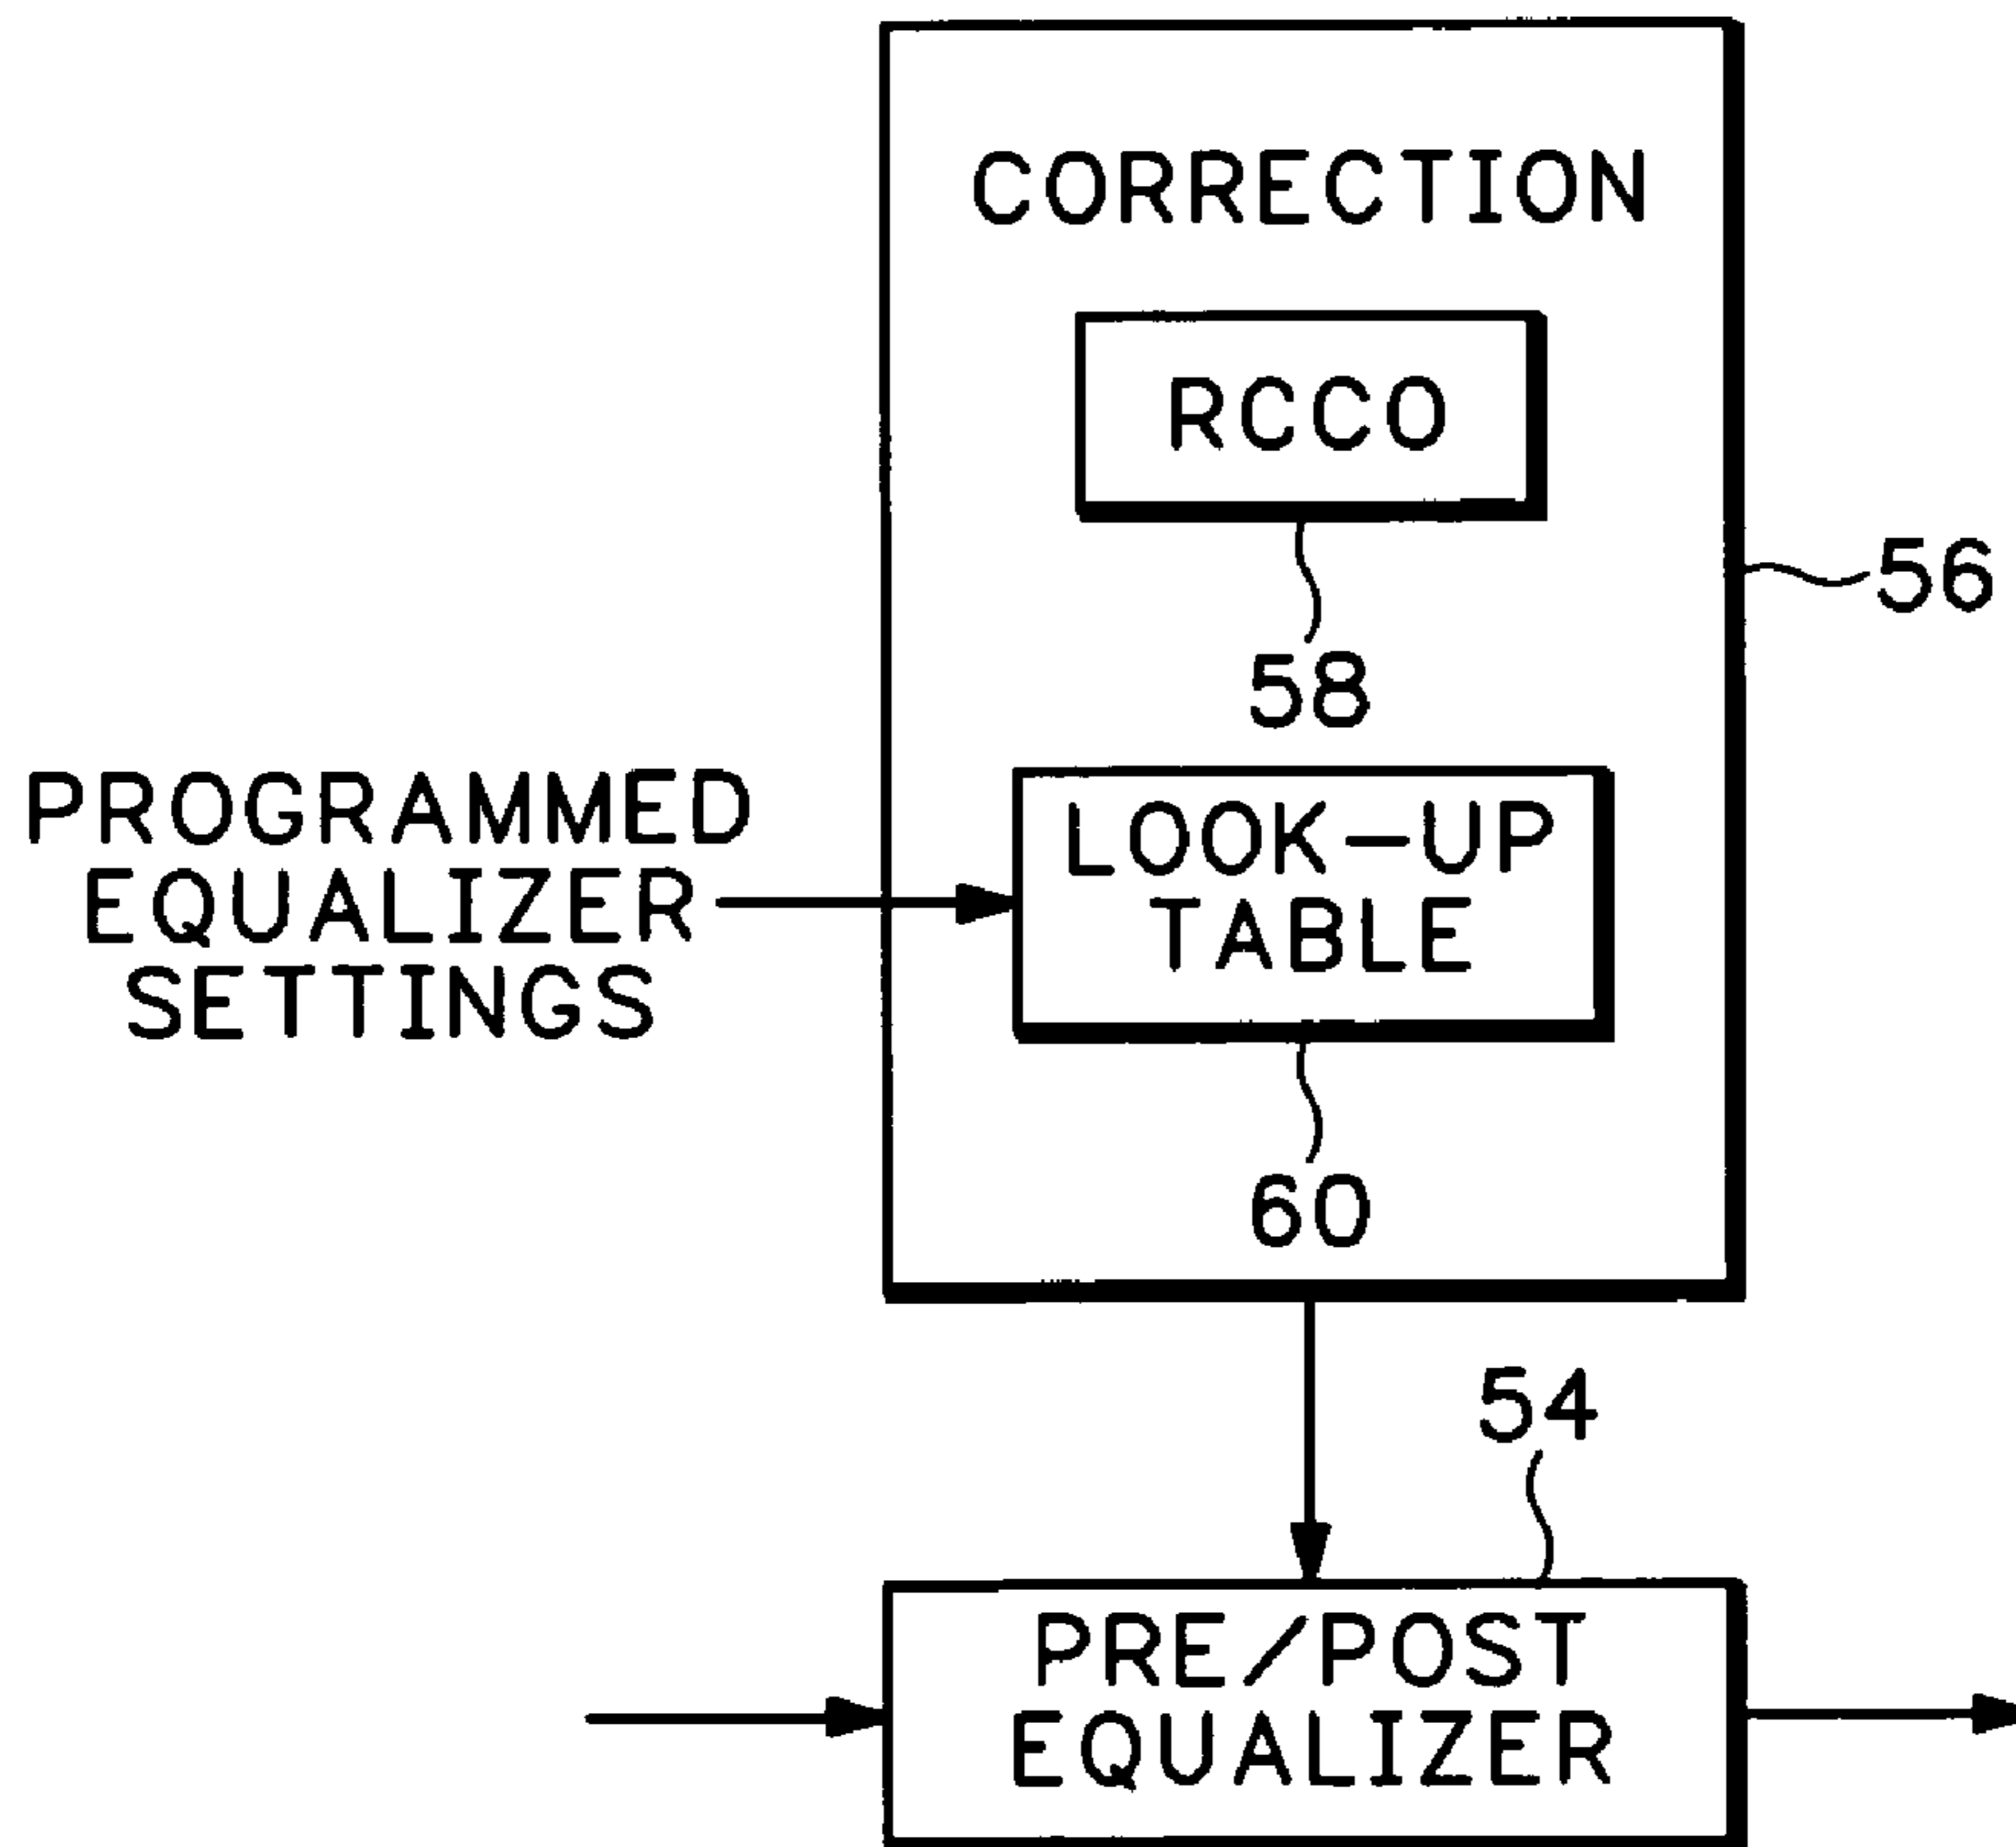 CORRECTION
RCCO
56
58
PROGRAMMED
EQUALIZER
SETTINGS
LOOK-UP
TABLE
60
54
PRE/POST
EQUALIZER